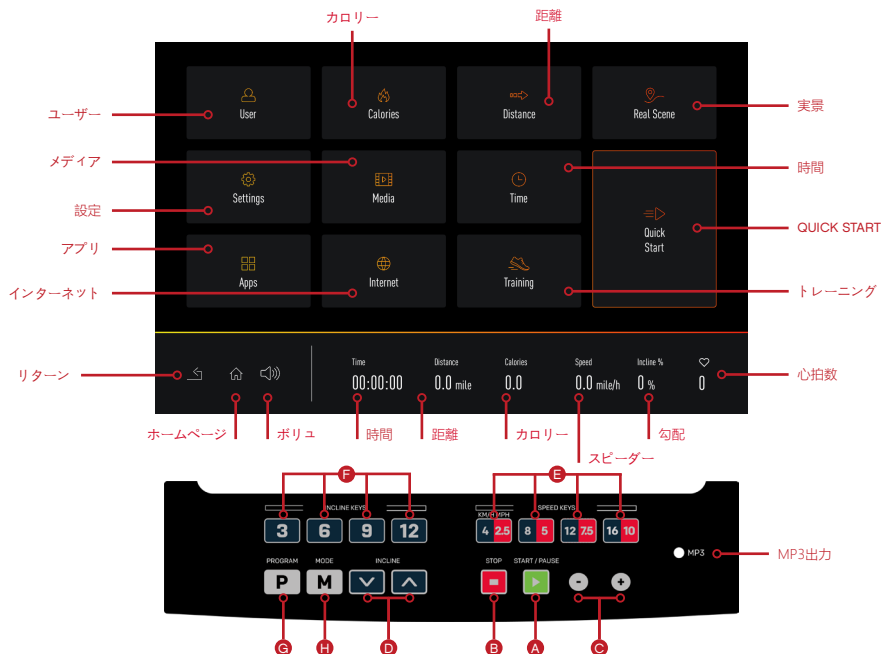 カロリー
距離
ユーザー
User
Calories
Distance
Real Scene
実景
メディア
時間
設定
Settings
Media
Time
Quick
Start
QUICK START
アプリ
Apps
Internet
Training
インターネット
トレーニング
リターン
Time
Distance
Calories
Speed
Incline %
00:00:00
0.0 mile
0.0
0.0 mile/h
0 %
0
心拍数
ホームページ
ボリュ
時間
距離
カロリー
スピーダー
勾配
F
E
INCLINE KEYS
KM/H MPH
SPEED KEYS
3
6
9
12
4 2.5
8 5
12 7.5
16 10
MP3
MP3出力
PROGRAM
MODE
INCLINE
STOP
START / PAUSE
P
M
-
+
G
H
D
B
A
C